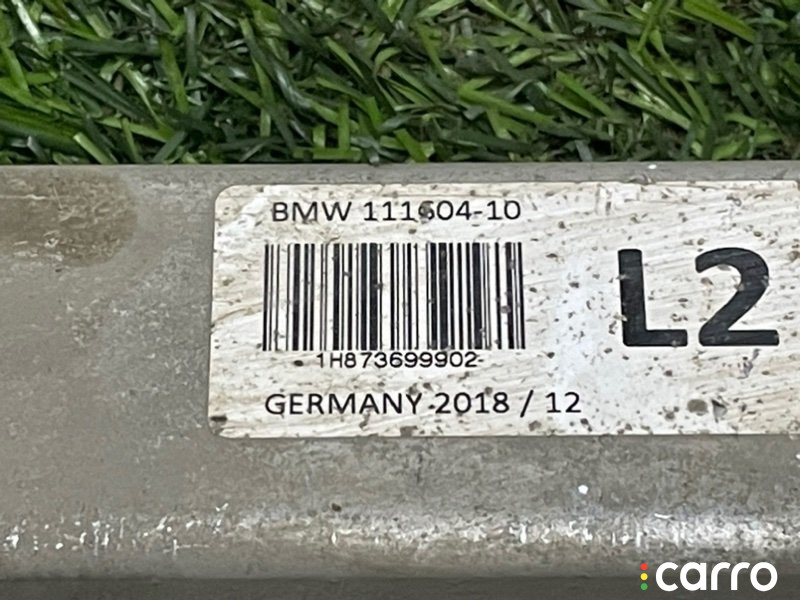 BMW 111604-10
L2
1H873699902
GERMANY 2018 / 12
carro